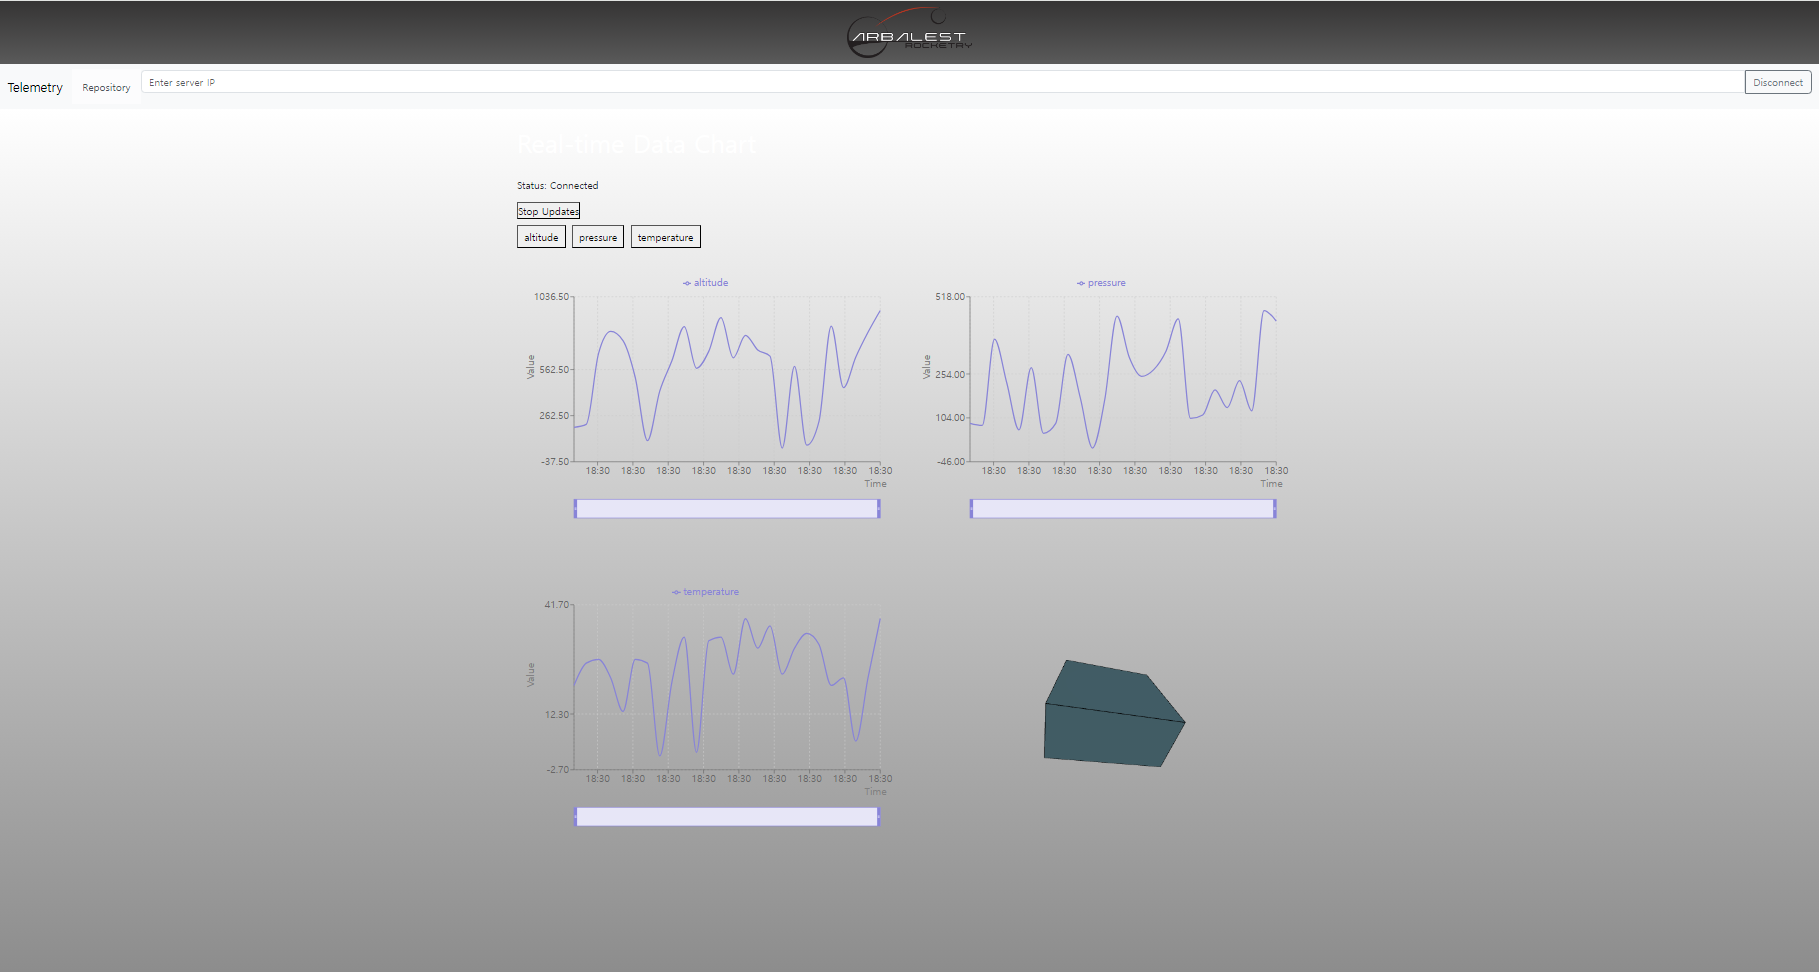 ARBALEST
ROCKETRY
Telemetry Repository Enter server IP Disconnect
Real-time Data Chart
Status: Connected
Stop Updates
altitude pressure temperature
altitude
1036.50
562.50
262.50
-37.50
Value
18:30 18:30 18:30 18:30 18:30 18:30 18:30 18:30 18:30
Time
pressure
518.00
254.00
104.00
-46.00
Value
18:30 18:30 18:30 18:30 18:30 18:30 18:30 18:30 18:30
Time
temperature
41.70
12.30
-2.70
Value
18:30 18:30 18:30 18:30 18:30 18:30 18:30 18:30 18:30
Time